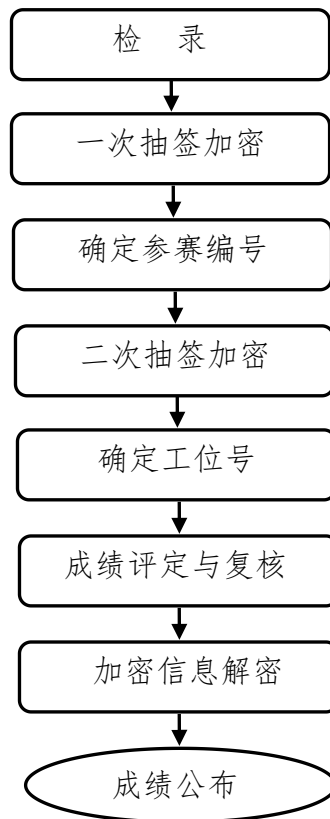 检 录
一次抽签加密
确定参赛编号
二次抽签加密
确定工位号
成绩评定与复核
加密信息解密
成绩公布